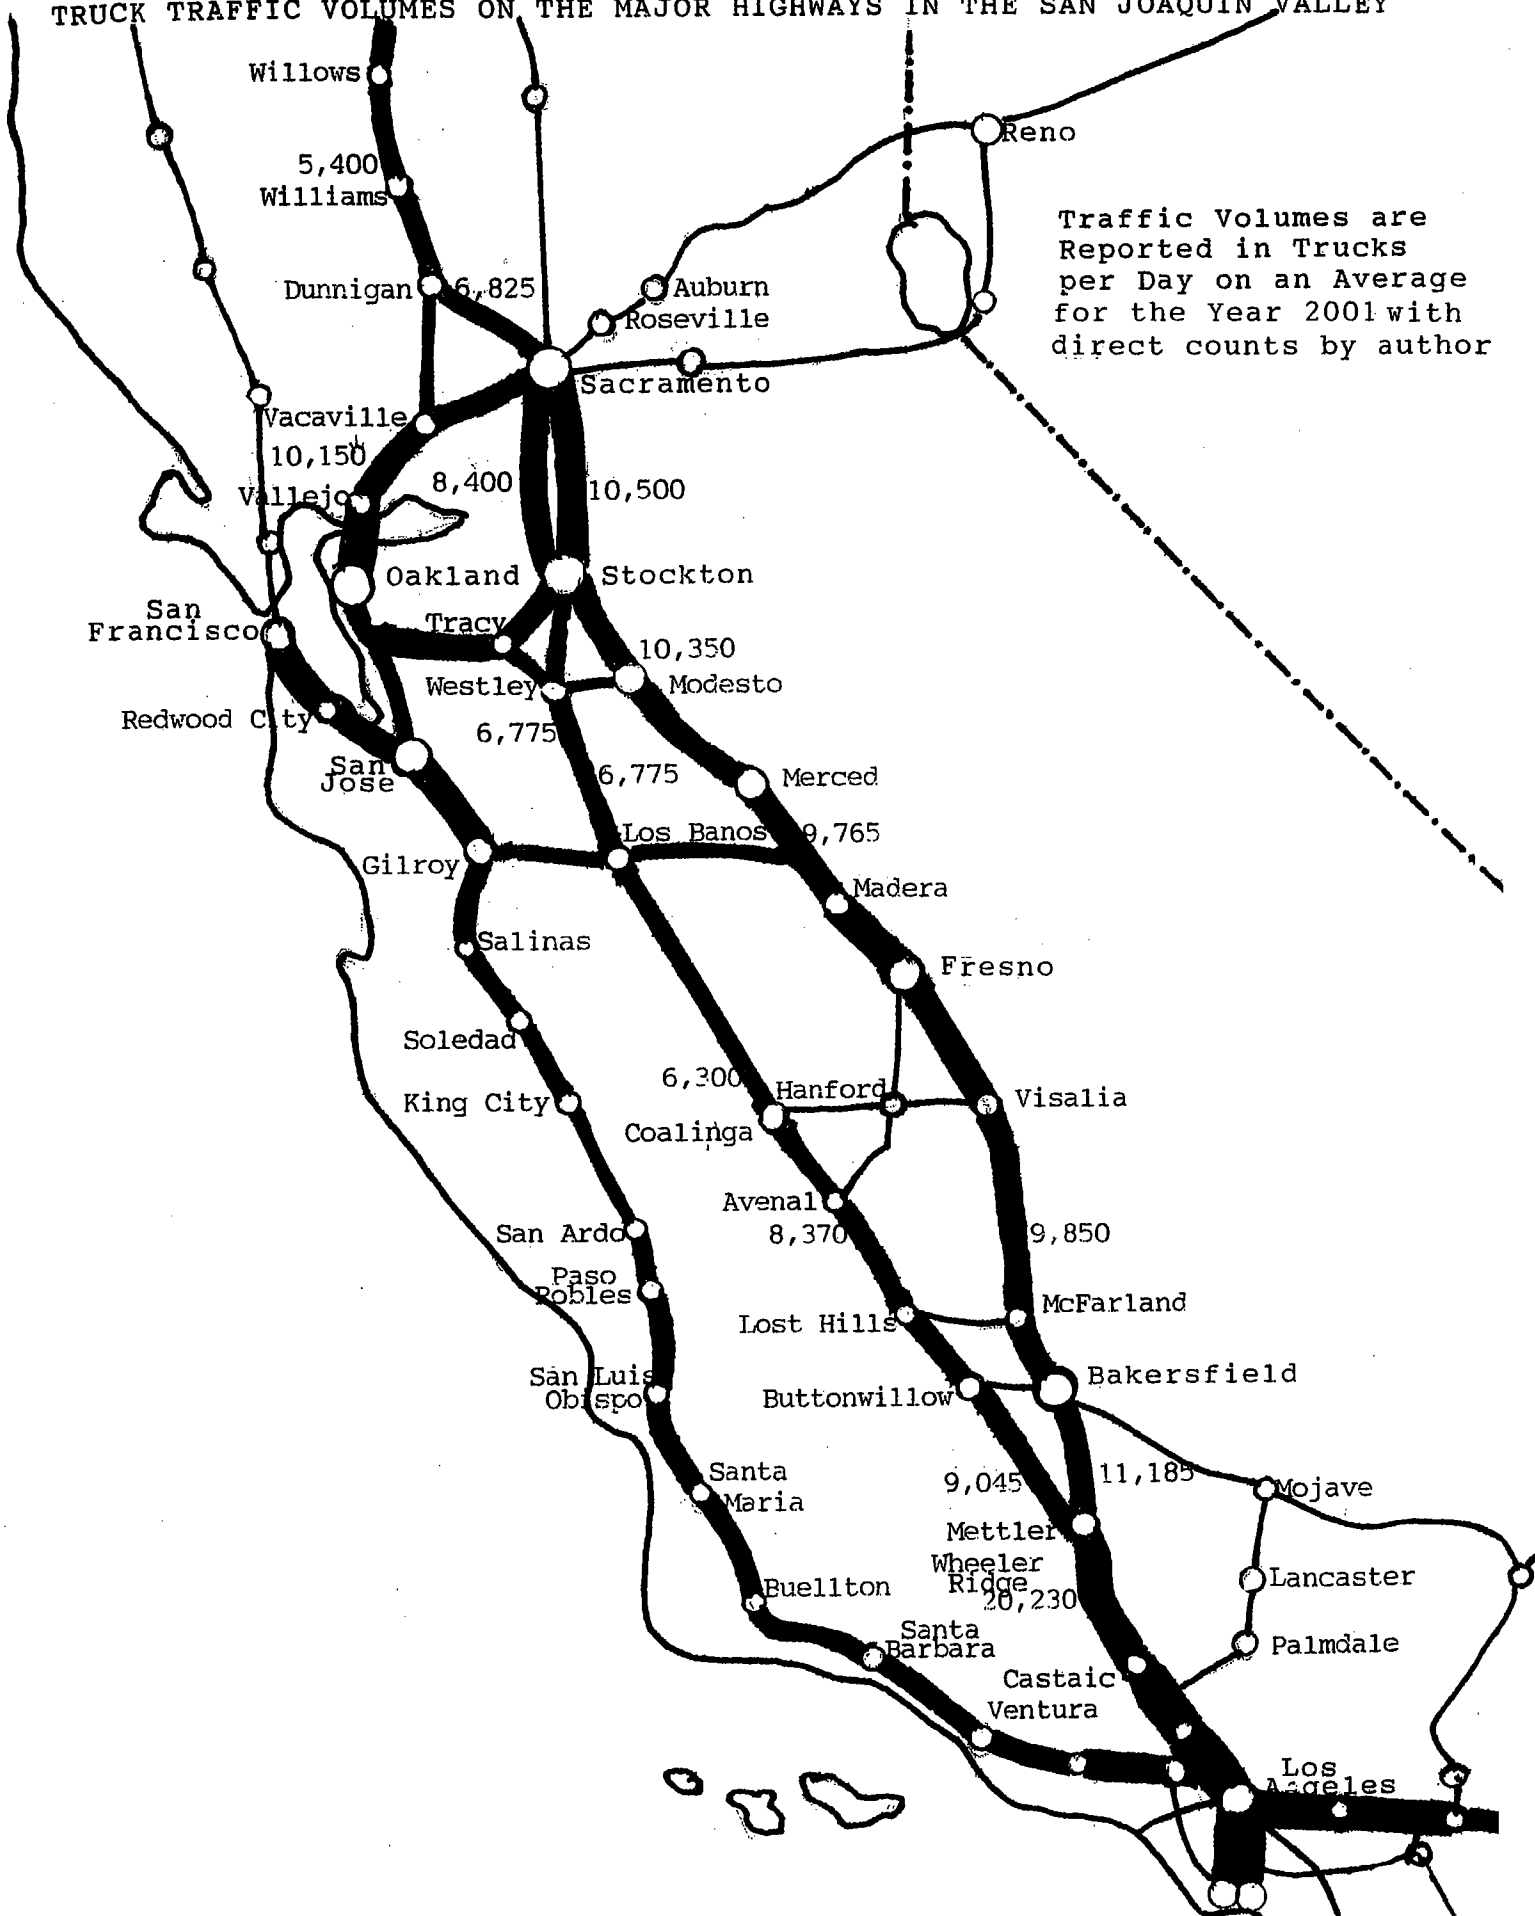 TRUCK TRAFFIC VOLUMES ON THE MAJOR HIGHWAYS IN THE SAN JOAQUIN VALLEY
Willows
Reno
5,400
Williams
Traffic Volumes are
Reported in Trucks
per Day on an Average
for the Year 2001 with
direct counts by author
Dunnigan
6,825
Auburn
Roseville
Sacramento
Vacaville
10,150
8,400
10,500
Vallejo
Oakland
Stockton
San
Francisco
Tracy
10,350
Westley
Modesto
Redwood City
6,775
San
Jose
6,775
Merced
Los Banos
9,765
Gilroy
Madera
Salinas
Fresno
Soledad
6,300
Hanford
King City
Visalia
Coalinga
Avenal
San Ardo
8,370
9,850
Paso
Robles
McFarland
Lost Hills
San Luis
Obispo
Bakersfield
Buttonwillow
Santa
Maria
9,045
11,185
Mojave
Mettler
Wheeler
Ridge
20,230
Buellton
Lancaster
Santa
Barbara
Palmdale
Castaic
Ventura
Los
Angeles